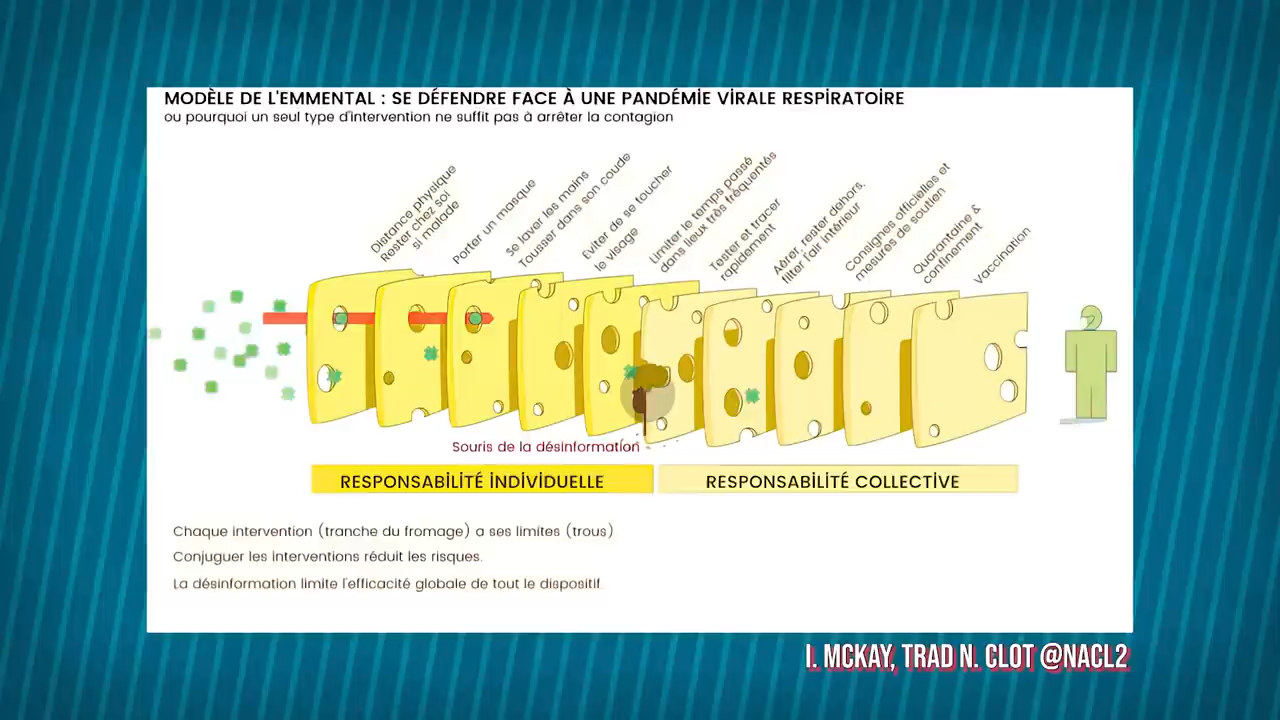 MODÈLE DE L'EMMENTAL : SE DÉFENDRE FACE À UNE PANDÉMIE VIRALE RESPIRATOIRE
ou pourquoi un seul type d'intervention ne suffit pas à arrêter la contagion
Distance physique
Rester chez soi
si malade
Porter un masque
Se laver les mains
Tousser dans son coude
Éviter de se toucher
le visage
Limiter le temps passé
dans lieux très fréquentés
Tester et tracer
rapidement
Aérer, rester dehors,
filter l'air intérieur
Consignes officielles et
mesures de soutien
Quarantaine &
confinement
Vaccination
Souris de la désinformation
RESPONSABILITÉ INDIVIDUELLE
RESPONSABILITÉ COLLECTIVE
Chaque intervention (tranche du fromage) a ses limites (trous)
Conjuguer les interventions réduit les risques.
La désinformation limite l'efficacité globale de tout le dispositif.
I. MCKAY, TRAD N. CLOT @NACL2